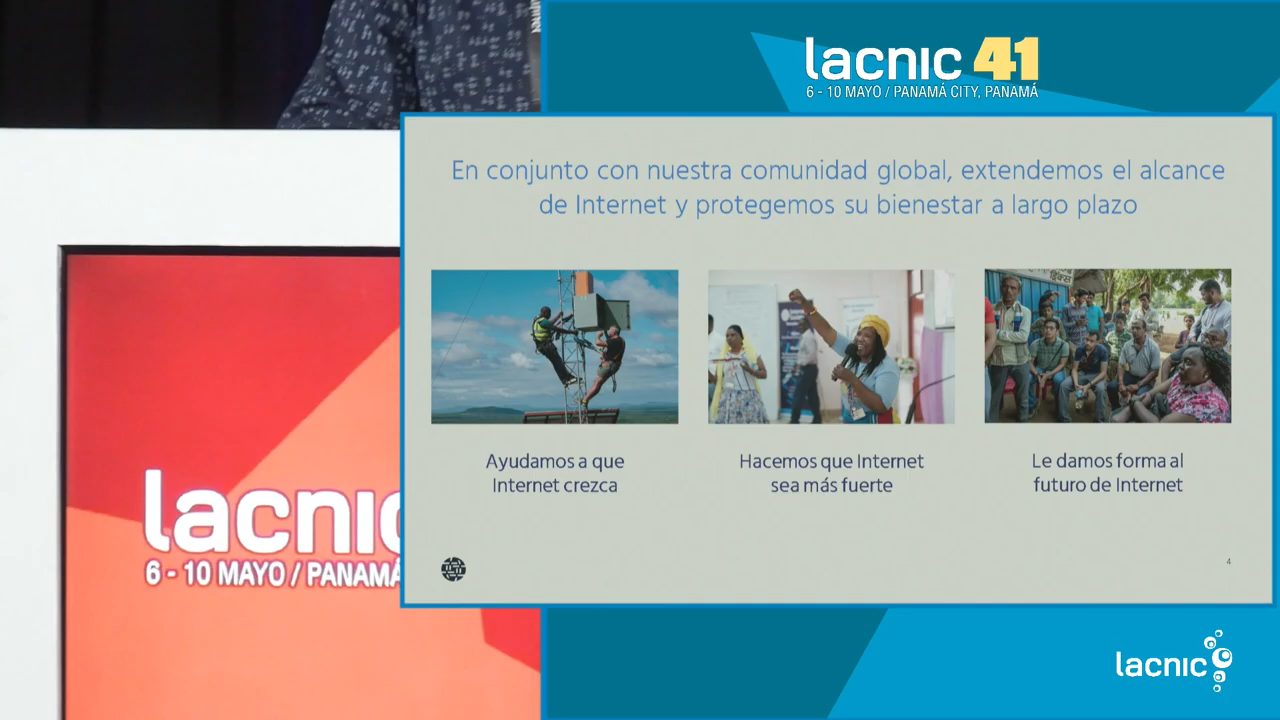 lacnic 41
6 - 10 MAYO / PANAMÁ CITY, PANAMÁ
En conjunto con nuestra comunidad global, extendemos el alcance
de Internet y protegemos su bienestar a largo plazo
Ayudamos a que
Internet crezca
Hacemos que Internet
sea más fuerte
Le damos forma al
futuro de Internet
4
lacnic
6 - 10 MAYO / PANAMÁ
lacnic